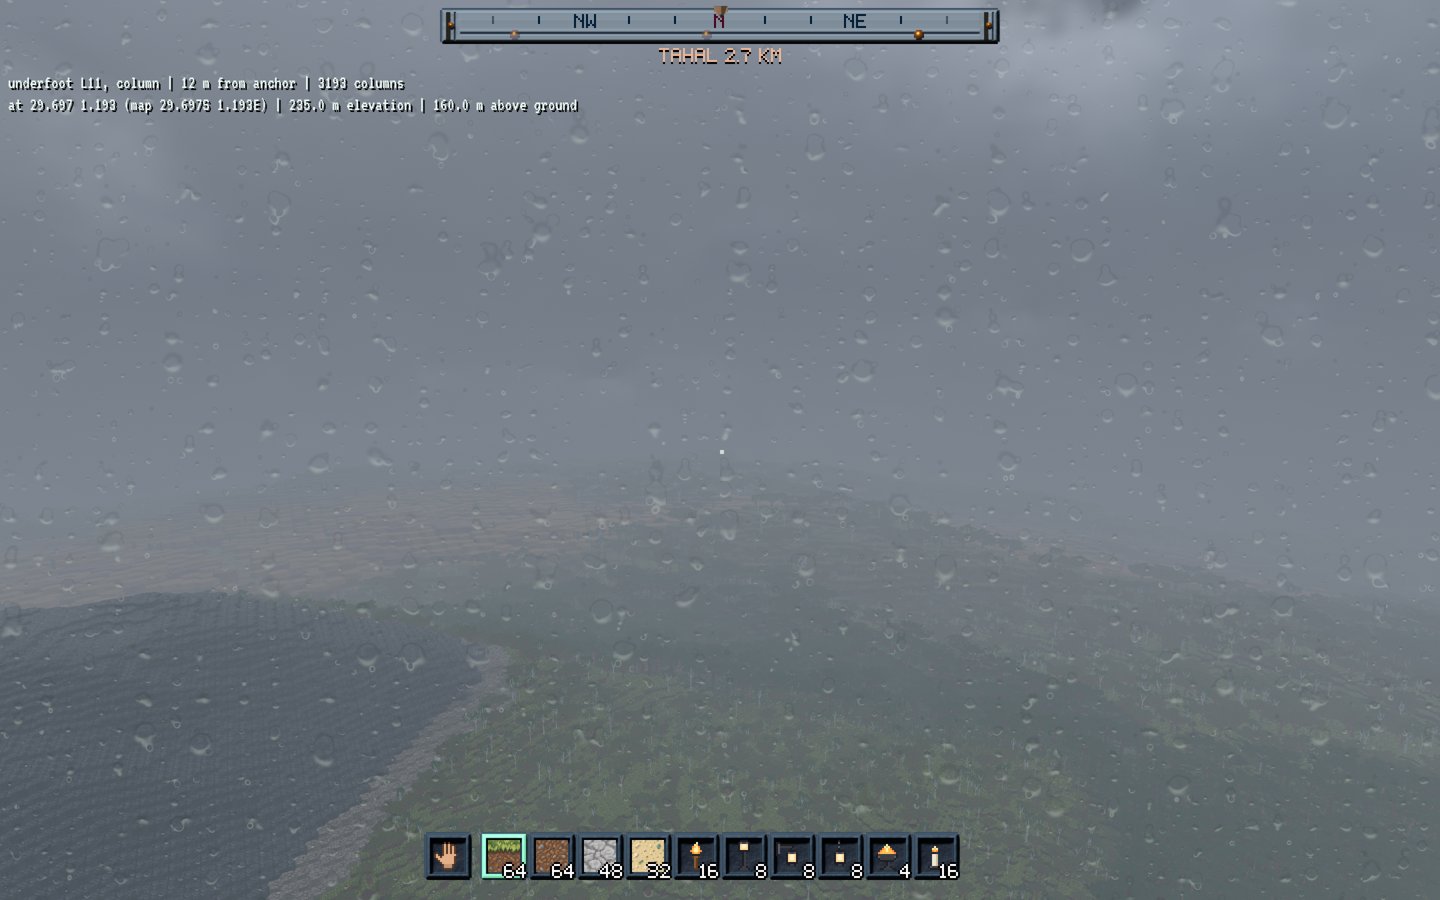 NW N NE
TAHAL 2.7 KM
underfoot L11, column | 12 m from anchor | 3193 columns
at 29.697 1.193 (map 29.697S 1.193E) | 235.0 m elevation | 160.0 m above ground
64 64 48 32 16 8 8 8 4 16